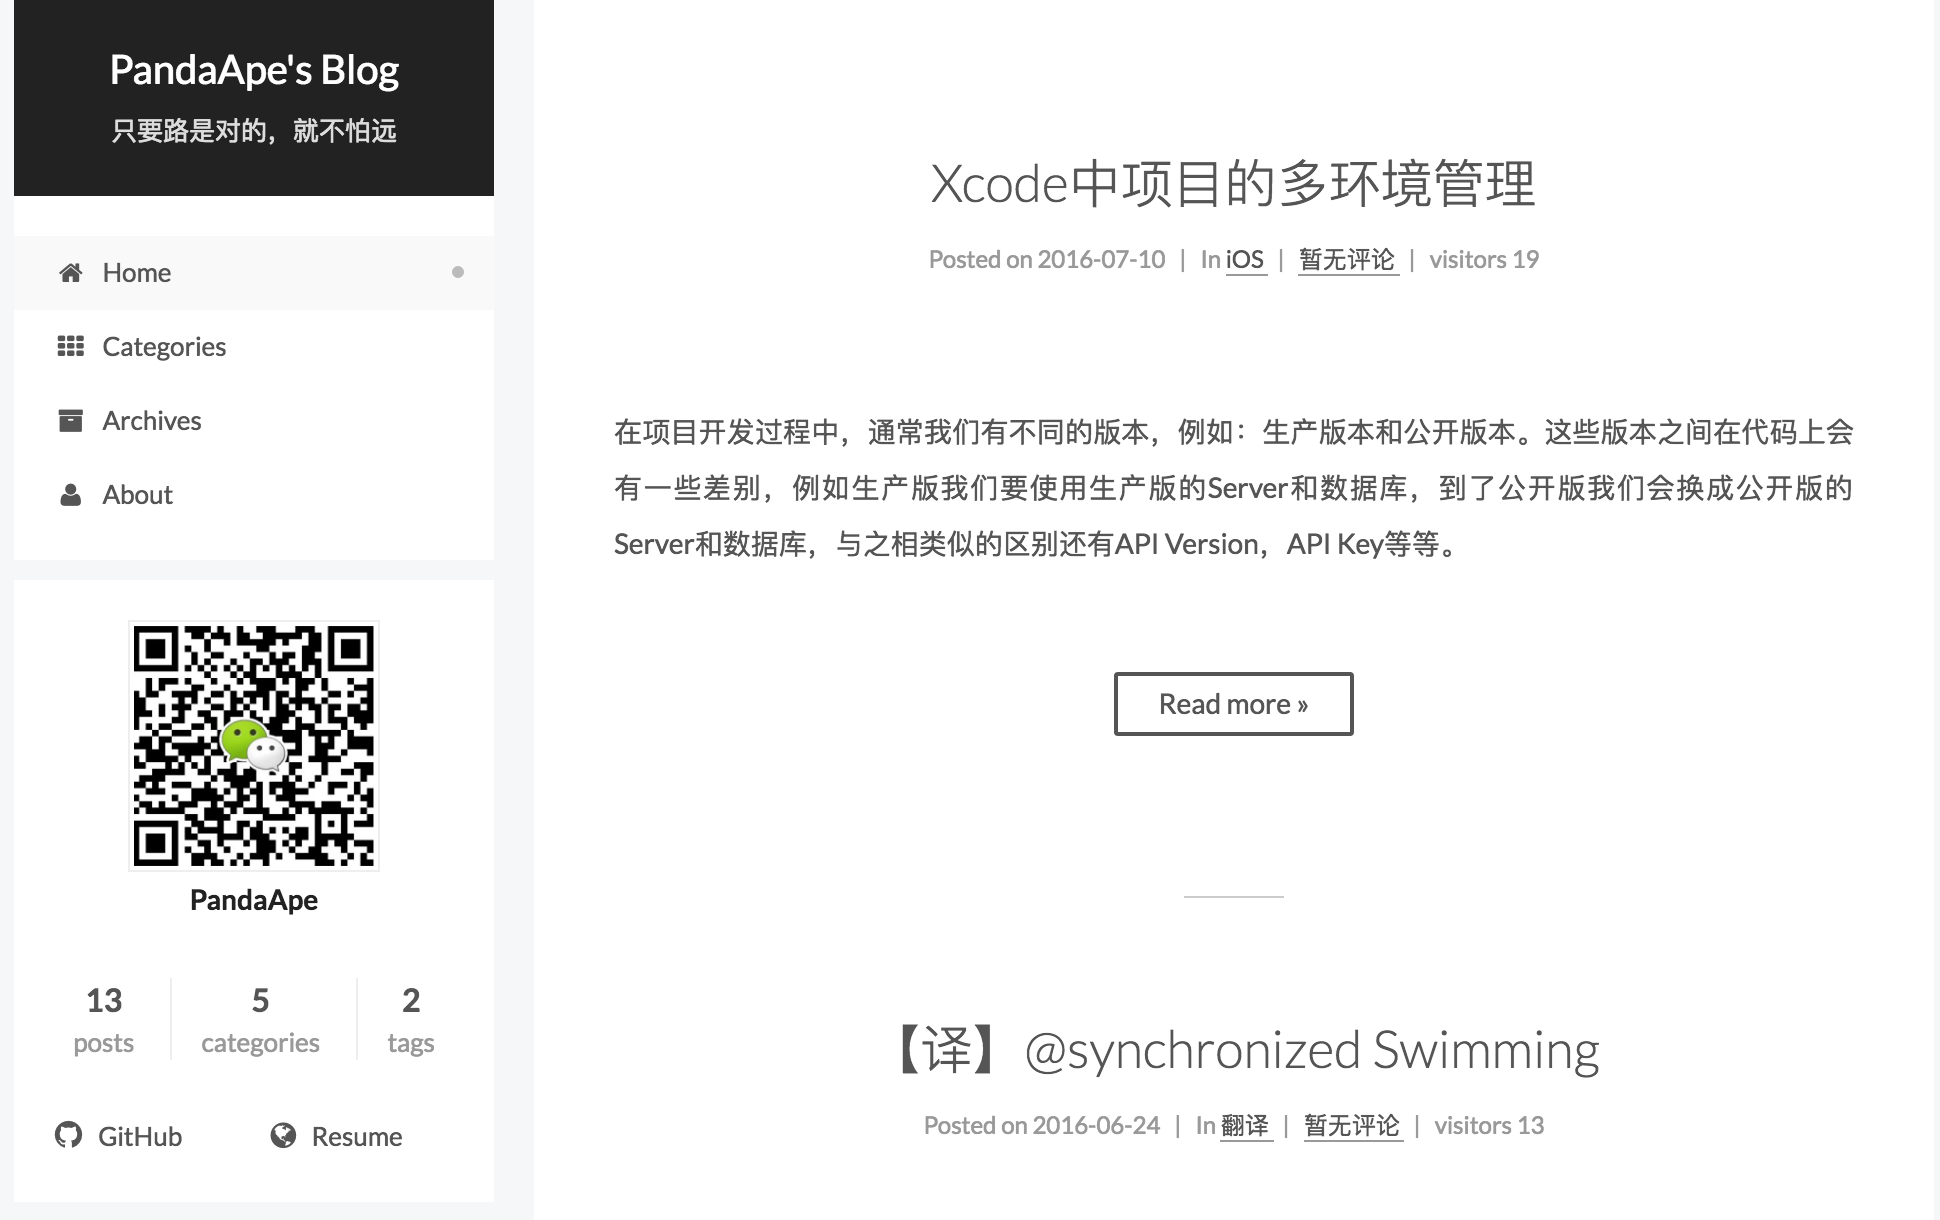 PandaApe's Blog
只要路是对的，就不怕远
Home
Categories
Archives
About
PandaApe
13
posts
5
categories
2
tags
GitHub
Resume
Xcode中项目的多环境管理
Posted on 2016-07-10 | In iOS | 暂无评论 | visitors 19
在项目开发过程中，通常我们有不同的版本，例如：生产版本和公开版本。这些版本之间在代码上会
有一些差别，例如生产版我们要使用生产版的Server和数据库，到了公开版我们会换成公开版的
Server和数据库，与之相类似的区别还有API Version，API Key等等。
Read more »
【译】@synchronized Swimming
Posted on 2016-06-24 | In 翻译 | 暂无评论 | visitors 13